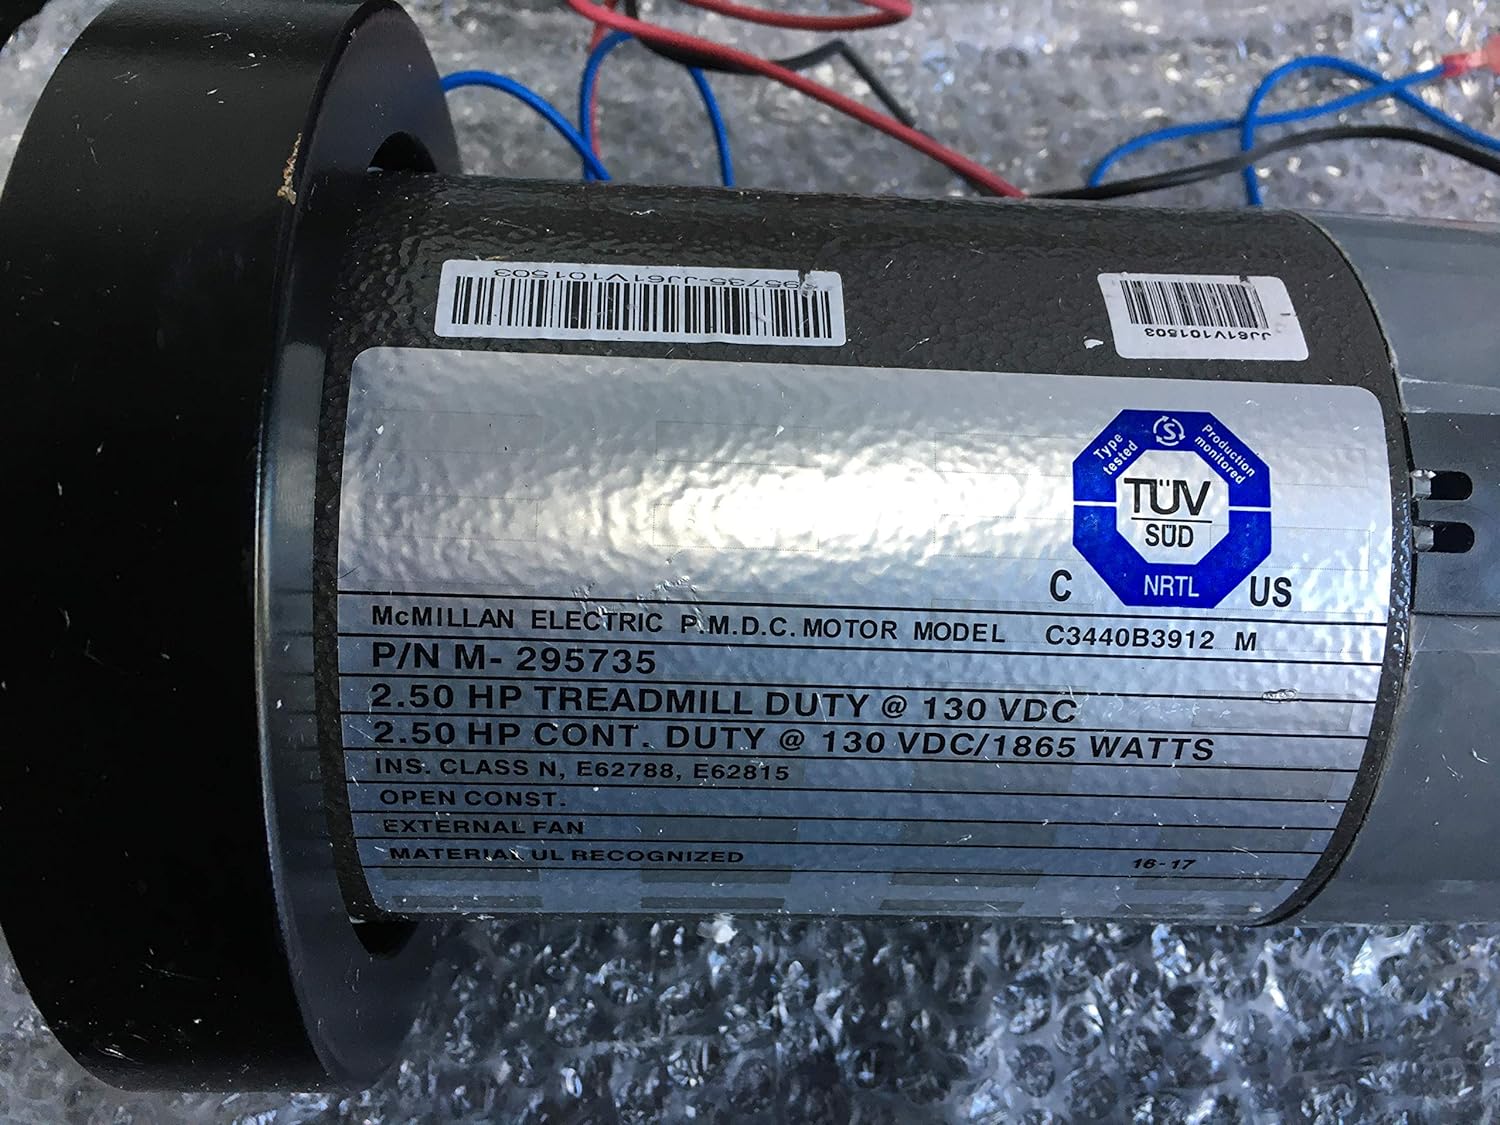 295735-JJ61V101503
JJ61V101503
Type tested
Production monitored
TÜV
SÜD
NRTL
C US
McMILLAN ELECTRIC P.M.D.C. MOTOR MODEL C3440B3912 M
P/N M- 295735
2.50 HP TREADMILL DUTY @ 130 VDC
2.50 HP CONT. DUTY @ 130 VDC/1865 WATTS
INS. CLASS N, E62788, E62815
OPEN CONST.
EXTERNAL FAN
MATERIAL UL RECOGNIZED 16-17